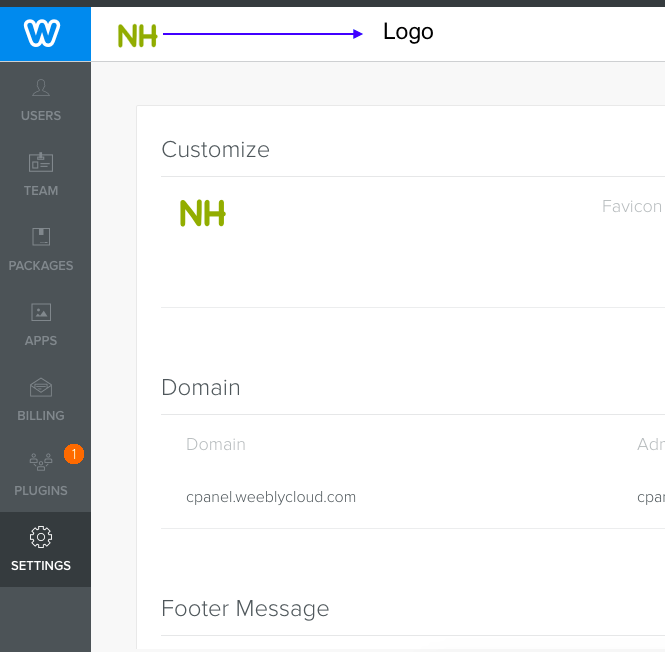 W
NH
Logo
USERS
TEAM
PACKAGES
APPS
BILLING
1
PLUGINS
SETTINGS
Customize
NH
Favicon
Domain
Domain
Adm
cpanel.weeblycloud.com
cpan
Footer Message